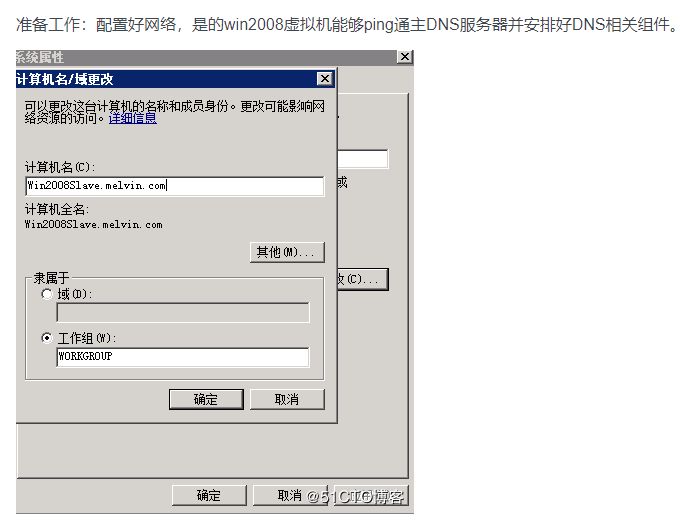 准备工作：配置好网络，是的win2008虚拟机能够ping通主DNS服务器并安排好DNS相关组件。
系统属性
计算机名/域更改
可以更改这台计算机的名称和成员身份。更改可能影响网
络资源的访问。详细信息
计算机名(C):
Win2008Slave.melvin.com
或
计算机全名:
Win2008Slave.melvin.com
其他(M)...
隶属于
改(C)...
域(D):
工作组(W):
WORKGROUP
确定
取消
确定
取消
@51CTO博客